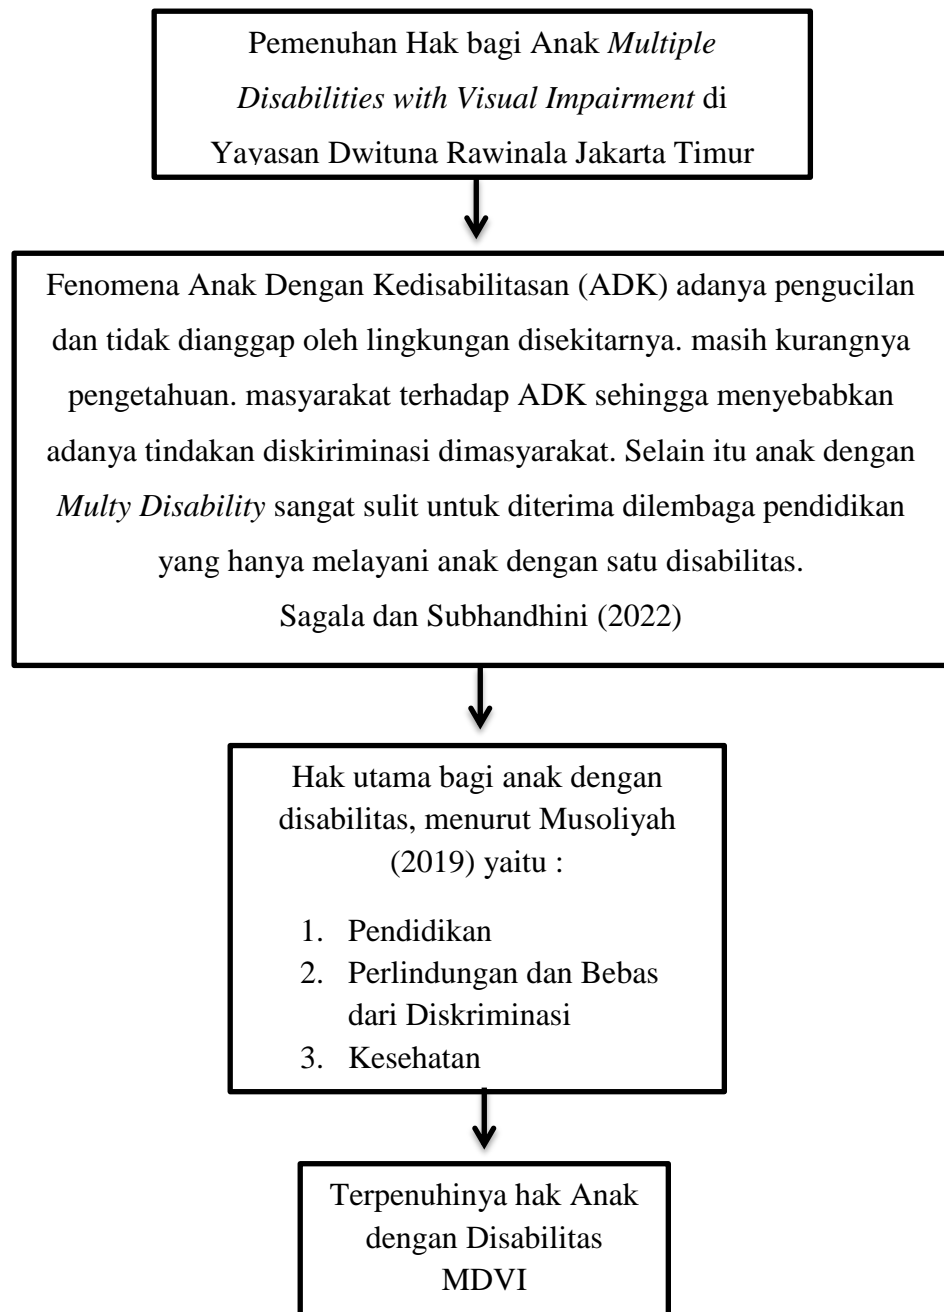 Pemenuhan Hak bagi Anak Multiple
Disabilities with Visual Impairment di
Yayasan Dwituna Rawinala Jakarta Timur
Fenomena Anak Dengan Kedisabilitasan (ADK) adanya pengucilan
dan tidak dianggap oleh lingkungan disekitarnya. masih kurangnya
pengetahuan. masyarakat terhadap ADK sehingga menyebabkan
adanya tindakan diskiriminasi dimasyarakat. Selain itu anak dengan
Multy Disability sangat sulit untuk diterima dilembaga pendidikan
yang hanya melayani anak dengan satu disabilitas.
Sagala dan Subhandhini (2022)
Hak utama bagi anak dengan
disabilitas, menurut Musoliyah
(2019) yaitu :
1. Pendidikan
2. Perlindungan dan Bebas
dari Diskriminasi
3. Kesehatan
Terpenuhinya hak Anak
dengan Disabilitas
MDVI